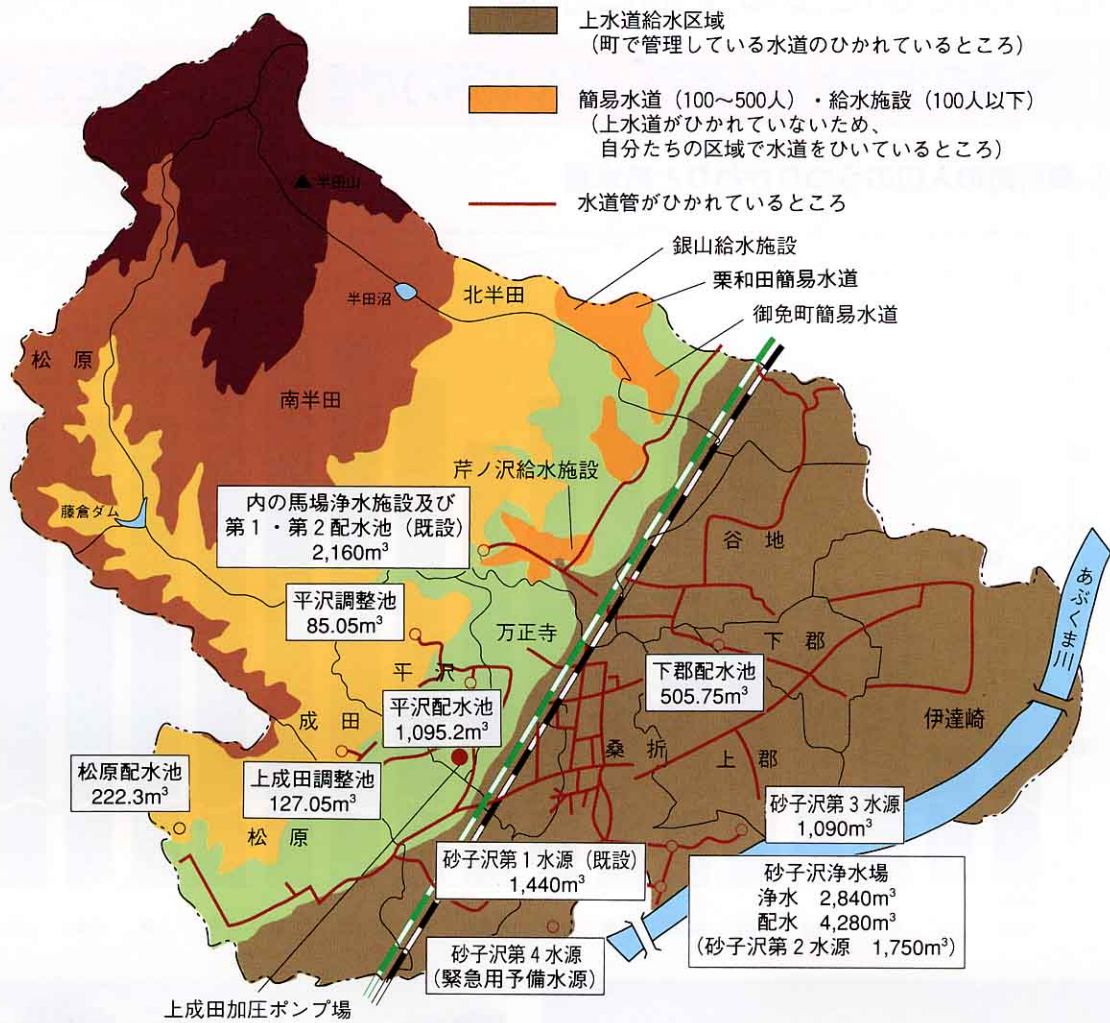 上水道給水区域
（町で管理している水道のひかれているところ）
簡易水道（100～500人）・給水施設（100人以下）
（上水道がひかれていないため、
自分たちの区域で水道をひいているところ）
水道管がひかれているところ
半田山
銀山給水施設
栗和田簡易水道
御免町簡易水道
半田沼
北半田
松原
南半田
芹ノ沢給水施設
内の馬場浄水施設及び
第1・第2配水池（既設）
2,160m³
藤倉ダム
谷地
あぶくま川
平沢調整池
85.05m³
万正寺
下郡
平沢
下郡配水池
505.75m³
平沢配水池
1,095.2m³
成田
伊達崎
桑折
上郡
松原配水池
222.3m³
上成田調整池
127.05m³
松原
砂子沢第3水源
1,090m³
砂子沢第1水源（既設）
1,440m³
砂子沢浄水場
浄水 2,840m³
配水 4,280m³
（砂子沢第2水源 1,750m³）
砂子沢第4水源
（緊急用予備水源）
上成田加圧ポンプ場